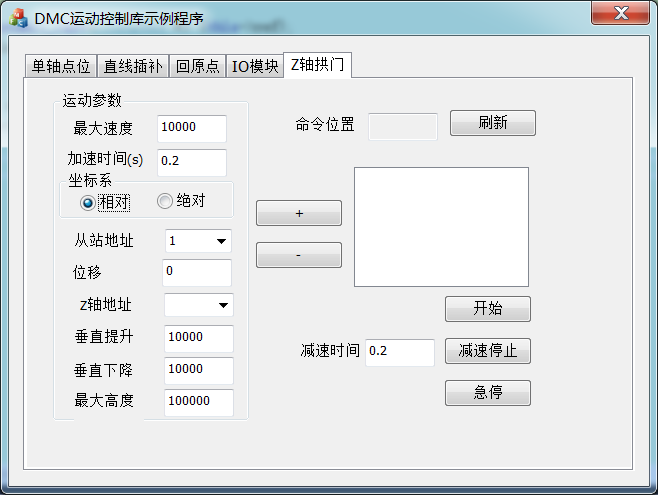 DMC运动控制库示例程序
单轴点位 直线插补 回原点 IO模块 Z轴拱门
运动参数
最大速度 10000
加速时间(s) 0.2
坐标系
相对 绝对
从站地址 1
位移 0
Z轴地址
垂直提升 10000
垂直下降 10000
最大高度 100000
+
-
命令位置 刷新
开始
减速时间 0.2 减速停止
急停